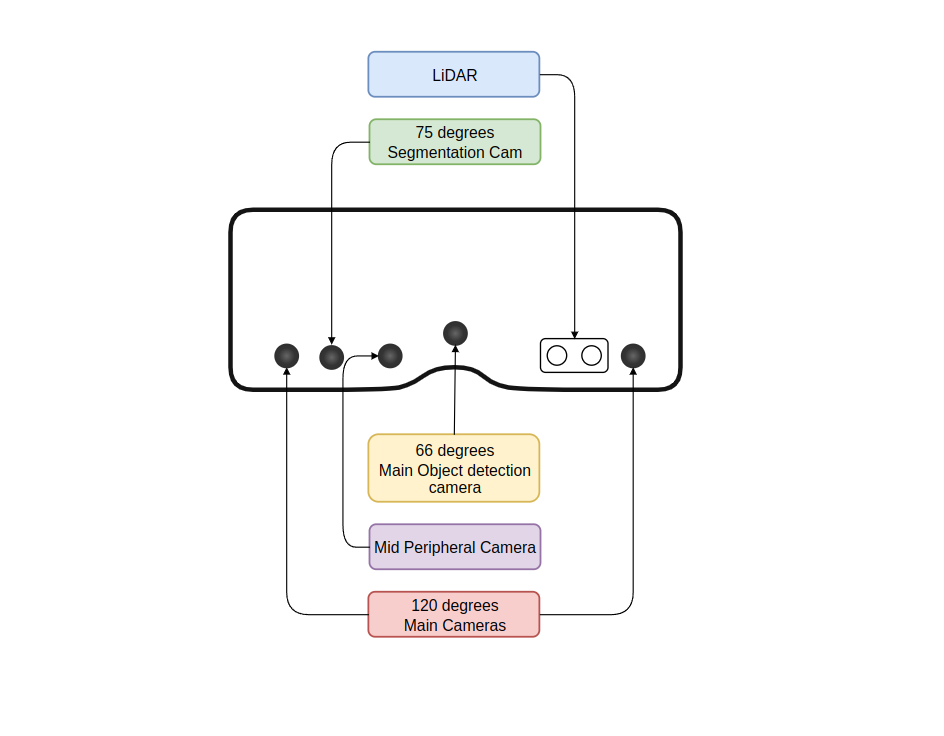 LiDAR
75 degrees
Segmentation Cam
66 degrees
Main Object detection
camera
Mid Peripheral Camera
120 degrees
Main Cameras